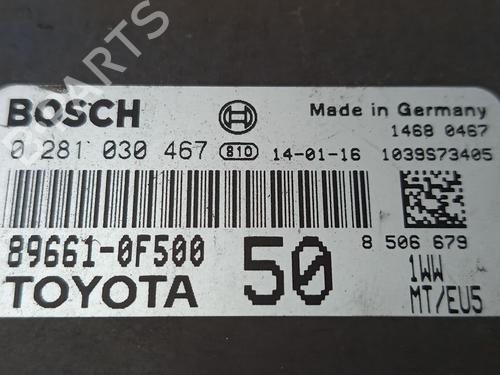 BOSCH
Made in Germany
1468 0467
0 281 030 467 810 14-01-16 1039S73405
89661-0F500 50 8 506 679
TOYOTA
1WW
MT/EU5